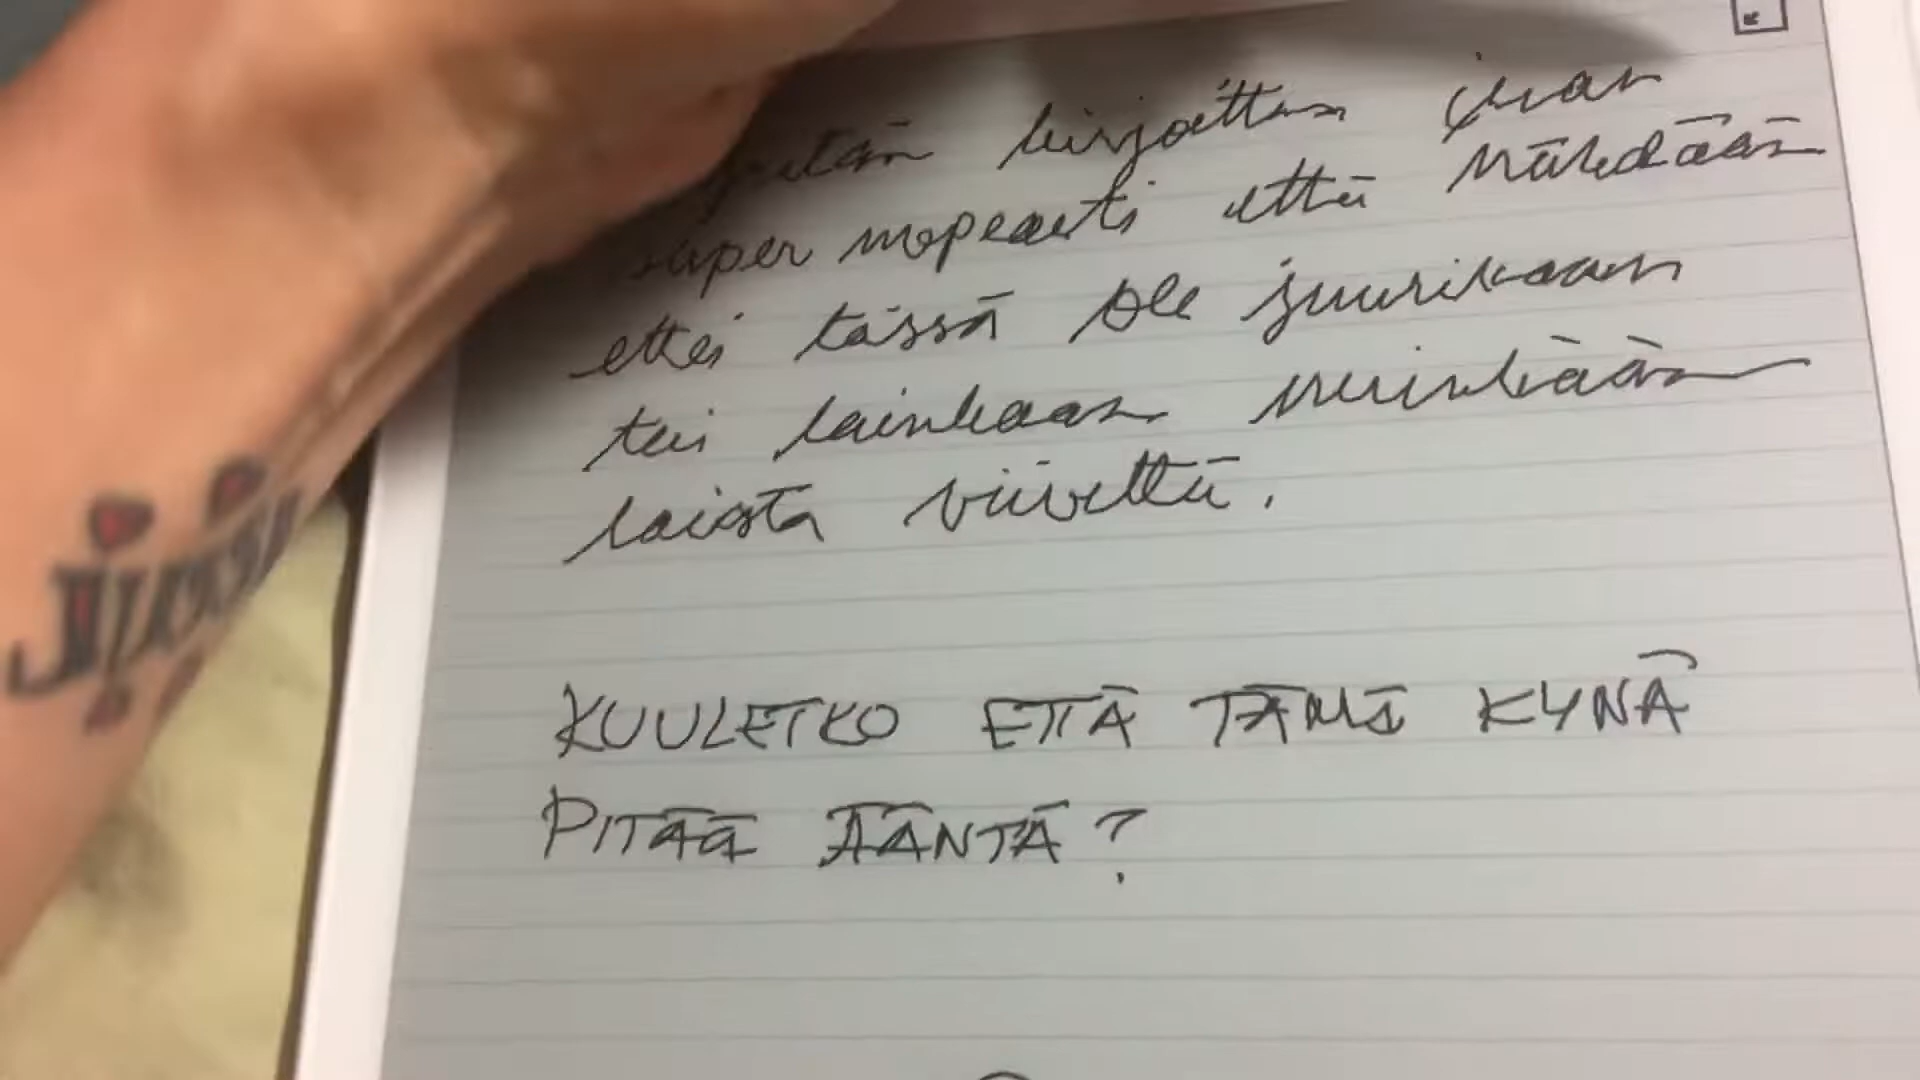 kirjoittaa ihan
super nopeasti että nähdään
ettei tässä ole juurikaan
tai lainkaan minkään
laista viivettä.
KUULETKO ETTÄ TÄMÄ KYNÄ
PITÄÄ ÄÄNTÄ?